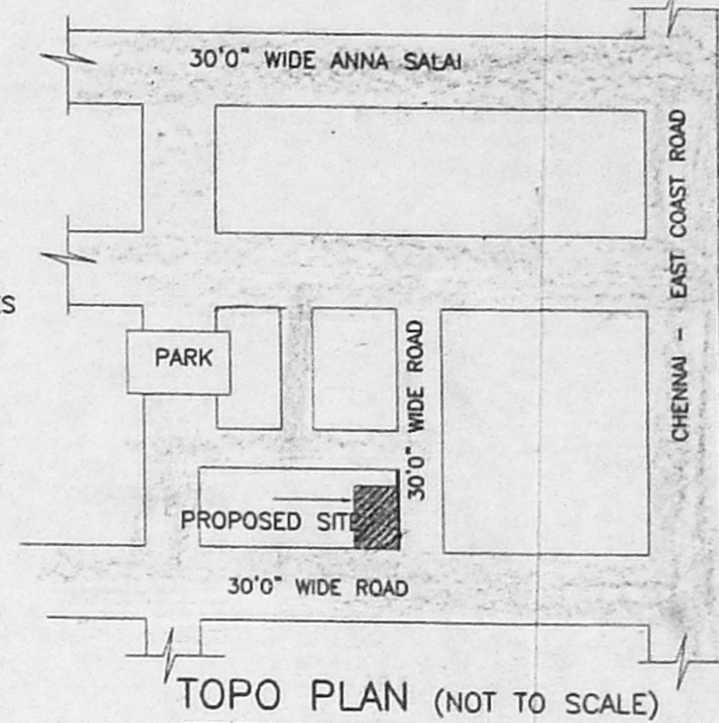 30'0" WIDE ANNA SALAI
CHENNAI - EAST COAST ROAD
ES
PARK
30'0" WIDE ROAD
PROPOSED SITE
30'0" WIDE ROAD
TOPO PLAN (NOT TO SCALE)